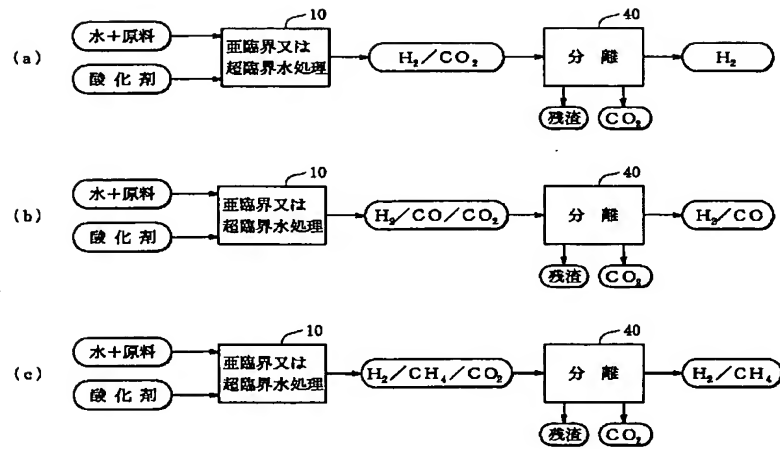 10
40
水+原料
(a)
酸化剤
亜臨界又は
超臨界水処理
H₂/CO₂
分離
H₂
残渣
CO₂
10
40
水+原料
(b)
酸化剤
亜臨界又は
超臨界水処理
H₂/CO/CO₂
分離
H₂/CO
残渣
CO₂
10
40
水+原料
(c)
酸化剤
亜臨界又は
超臨界水処理
H₂/CH₄/CO₂
分離
H₂/CH₄
残渣
CO₂